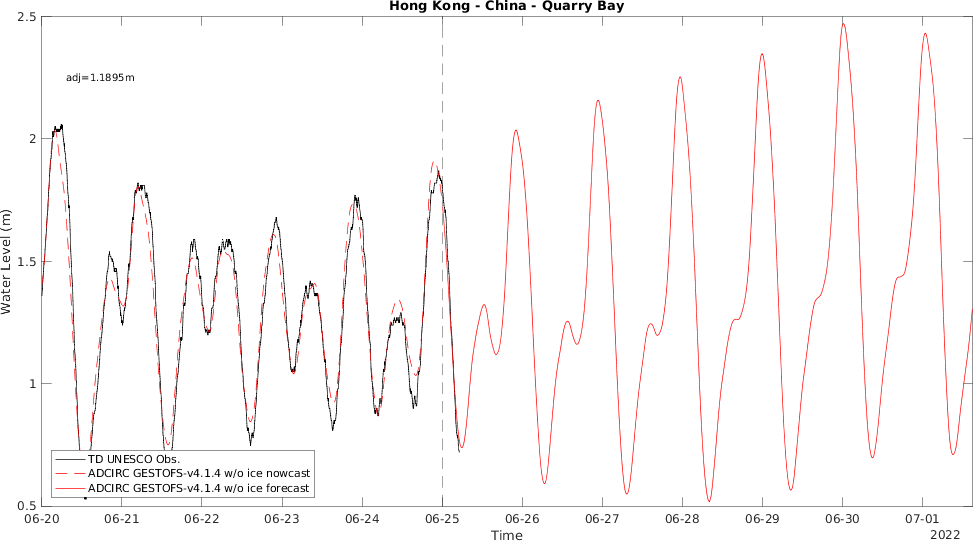 Hong Kong - China - Quarry Bay
2.5
adj=1.1895m
2
1.5
1
0.5
Water Level (m)
TD UNESCO Obs.
ADCIRC GESTOFS-v4.1.4 w/o ice nowcast
ADCIRC GESTOFS-v4.1.4 w/o ice forecast
06-20 06-21 06-22 06-23 06-24 06-25 06-26 06-27 06-28 06-29 06-30 07-01
2022
Time